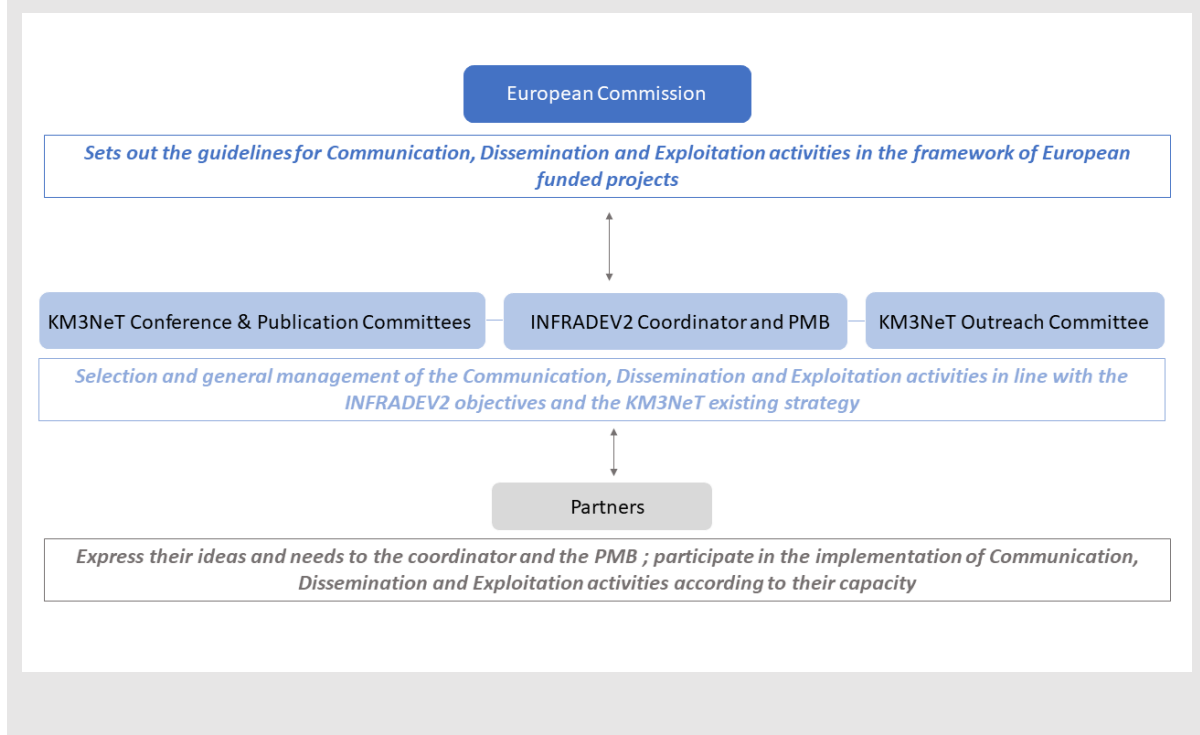 European Commission
Sets out the guidelines for Communication, Dissemination and Exploitation activities in the framework of European
funded projects
KM3NeT Conference & Publication Committees
INFRADEV2 Coordinator and PMB
KM3NeT Outreach Committee
Selection and general management of the Communication, Dissemination and Exploitation activities in line with the
INFRADEV2 objectives and the KM3NeT existing strategy
Partners
Express their ideas and needs to the coordinator and the PMB ; participate in the implementation of Communication,
Dissemination and Exploitation activities according to their capacity